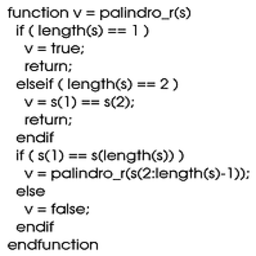 function v = palindro_r(s)
if ( length(s) == 1 )
v = true;
return;
elseif ( length(s) == 2 )
v = s(1) == s(2);
return;
endif
if ( s(1) == s(length(s)) )
v = palindro_r(s(2:length(s)-1));
else
v = false;
endif
endfunction